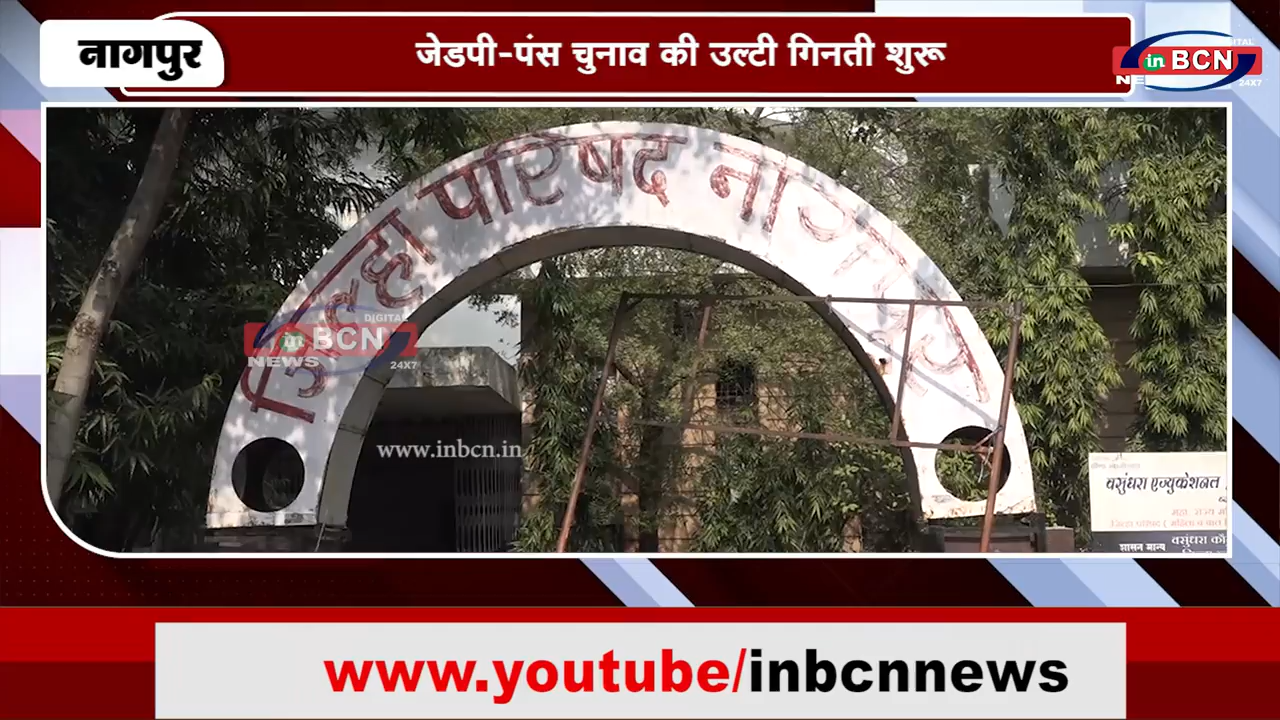 नागपुर
जेडपी-पंस चुनाव की उल्टी गिनती शुरू
DIGITAL
in BCN
24X7
जिल्हा परिषद नागपुर
DIGITAL
in BCN
NEWS
24X7
www.inbcn.in
वसुंधरा एज्युकेशनल
शासन मान्य
www.youtube/inbcnnews